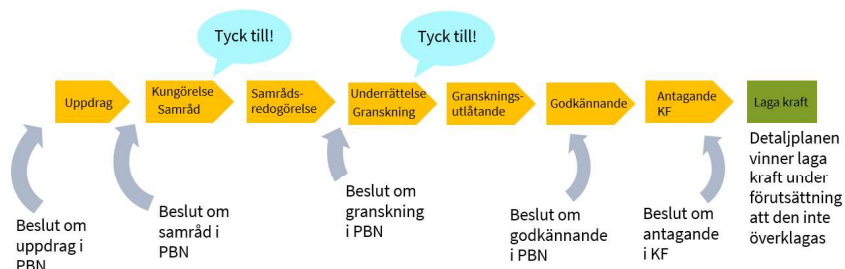 Tyck till!
Tyck till!
Uppdrag
Kungörelse
Samråd
Samråds-
redogörelse
Underrättelse
Granskning
Gransknings-
utlåtande
Godkännande
Antagande
KF
Laga kraft
Beslut om
uppdrag i
PBN
Beslut om
samråd i
PBN
Beslut om
granskning
i PBN
Beslut om
godkännande
i PBN
Beslut om
antagande
i KF
Detaljplanen
vinner laga
kraft under
förutsättning
att den inte
överklagas